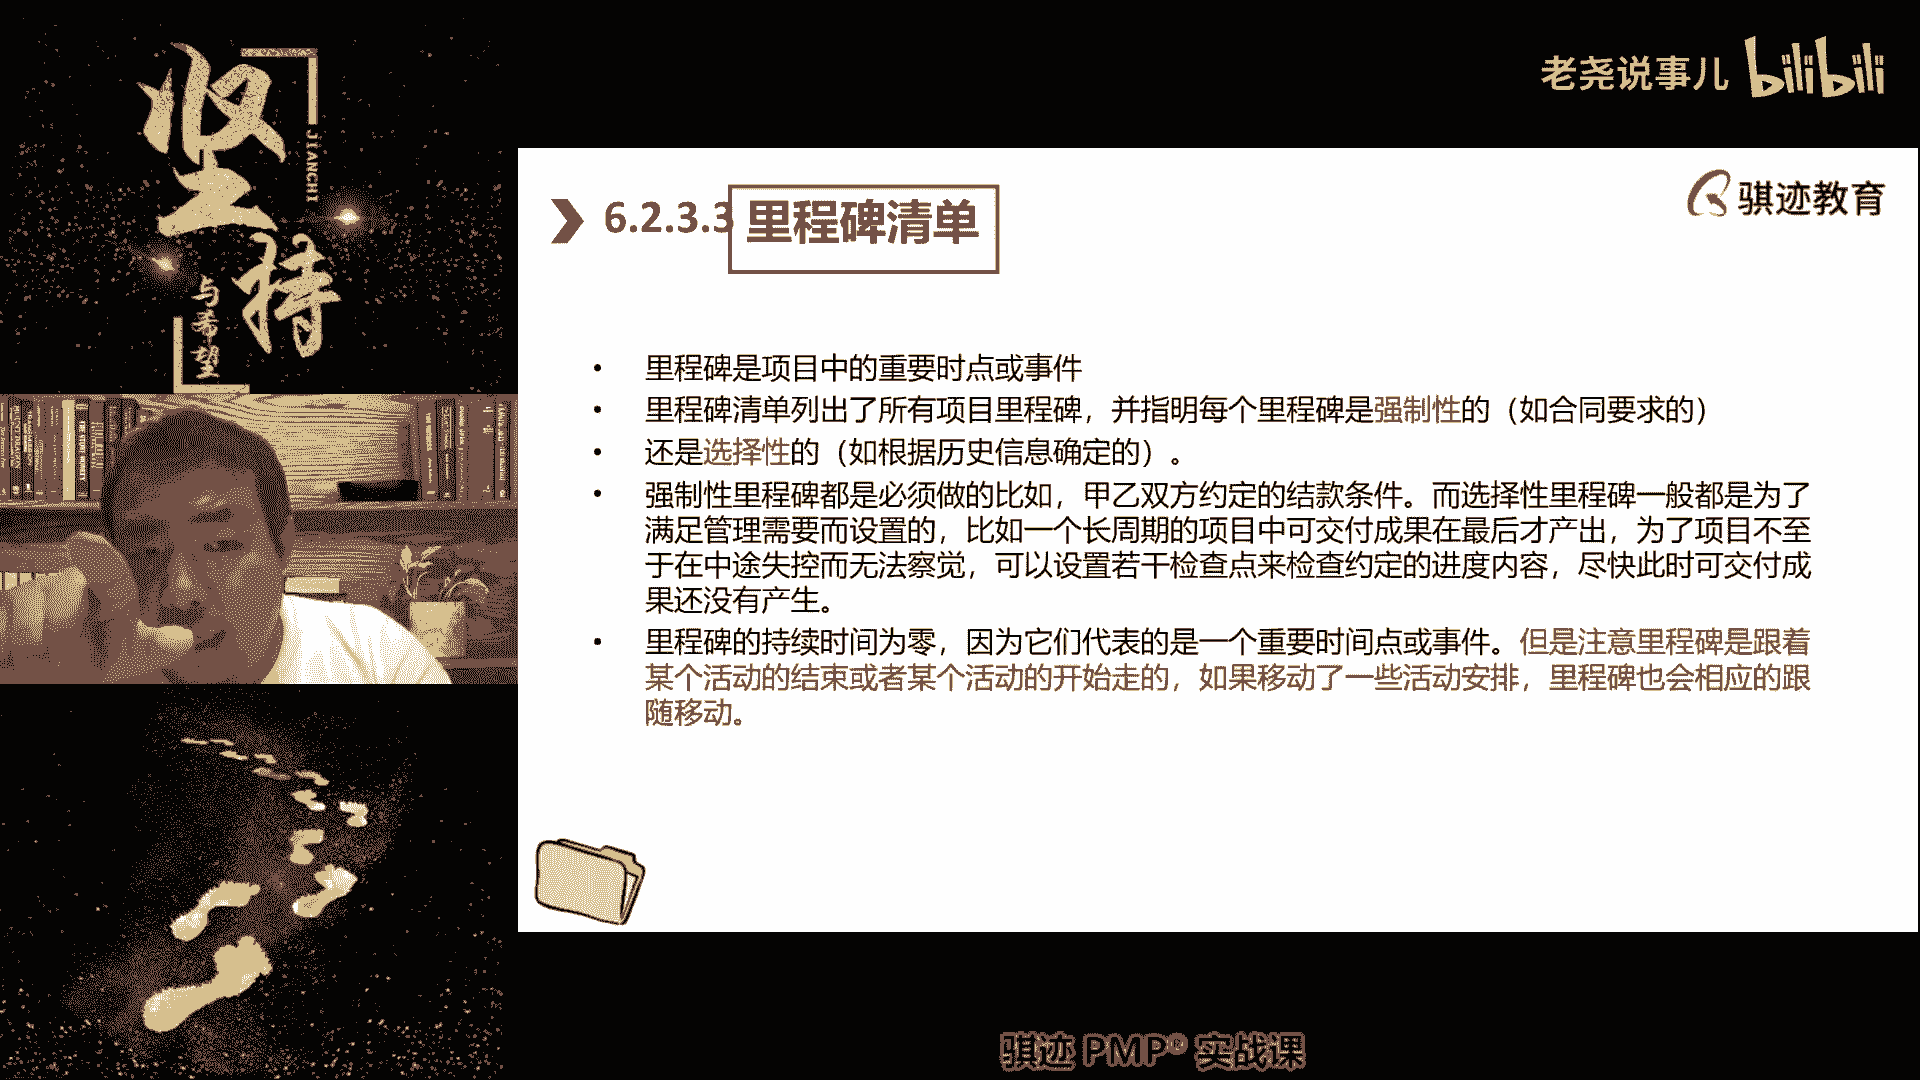 坚持
JIANCHI
与希望
老尧说事儿 bilibili
骐迹教育
6.2.3.3 里程碑清单
• 里程碑是项目中的重要时点或事件
• 里程碑清单列出了所有项目里程碑，并指明每个里程碑是强制性的（如合同要求的）
• 还是选择性的（如根据历史信息确定的）。
• 强制性里程碑都是必须做的比如，甲乙双方约定的结款条件。而选择性里程碑一般都是为了
满足管理需要而设置的，比如一个长周期的项目中可交付成果在最后才产出，为了项目不至
于在中途失控而无法察觉，可以设置若干检查点来检查约定的进度内容，尽快此时可交付成
果还没有产生。
• 里程碑的持续时间为零，因为它们代表的是一个重要时间点或事件。但是注意里程碑是跟着
某个活动的结束或者某个活动的开始走的，如果移动了一些活动安排，里程碑也会相应的跟
随移动。
骐迹 PMP® 实战课